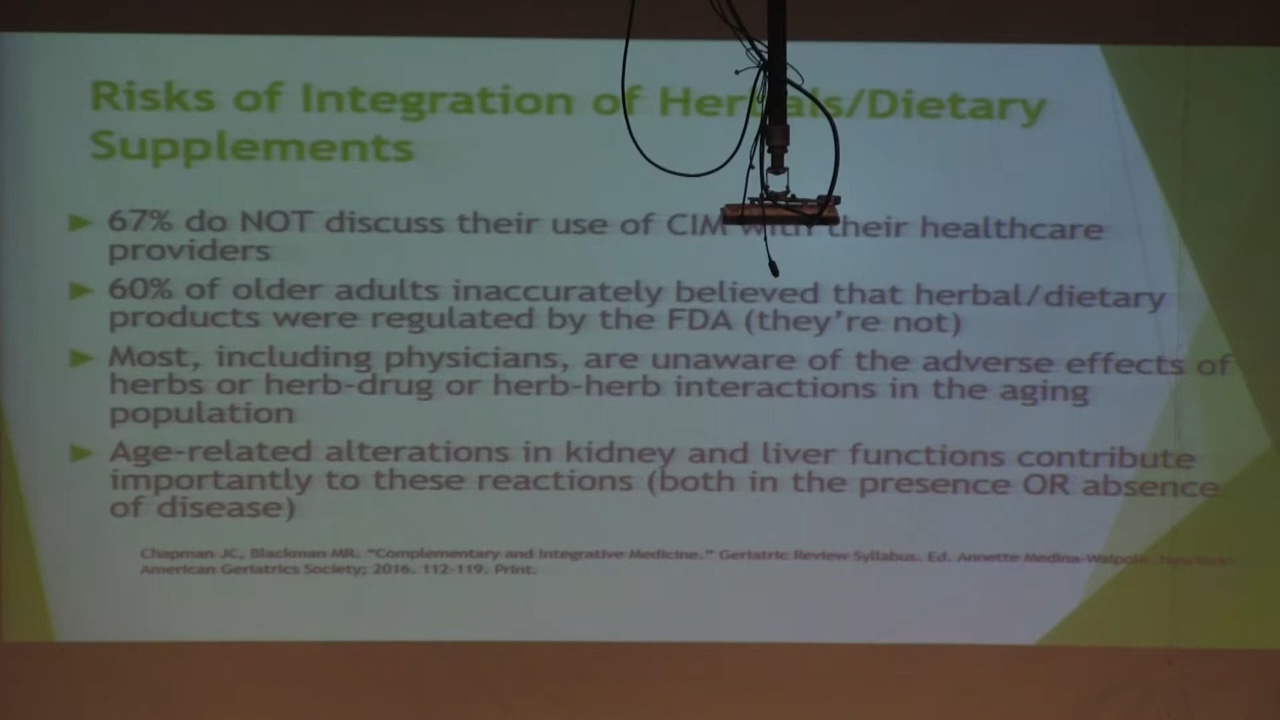 Risks of Integration of Herbals/Dietary
Supplements
67% do NOT discuss their use of CIM with their healthcare
providers
60% of older adults inaccurately believed that herbal/dietary
products were regulated by the FDA (they're not)
Most, including physicians, are unaware of the adverse effects of
herbs or herb-drug or herb-herb interactions in the aging
population
Age-related alterations in kidney and liver functions contribute
importantly to these reactions (both in the presence OR absence
of disease)
Chapman JC, Blackman MR. "Complementary and Integrative Medicine." Geriatric Review Syllabus. Ed. Annette Medina-Walpole.
American Geriatrics Society; 2016. 112-119. Print.